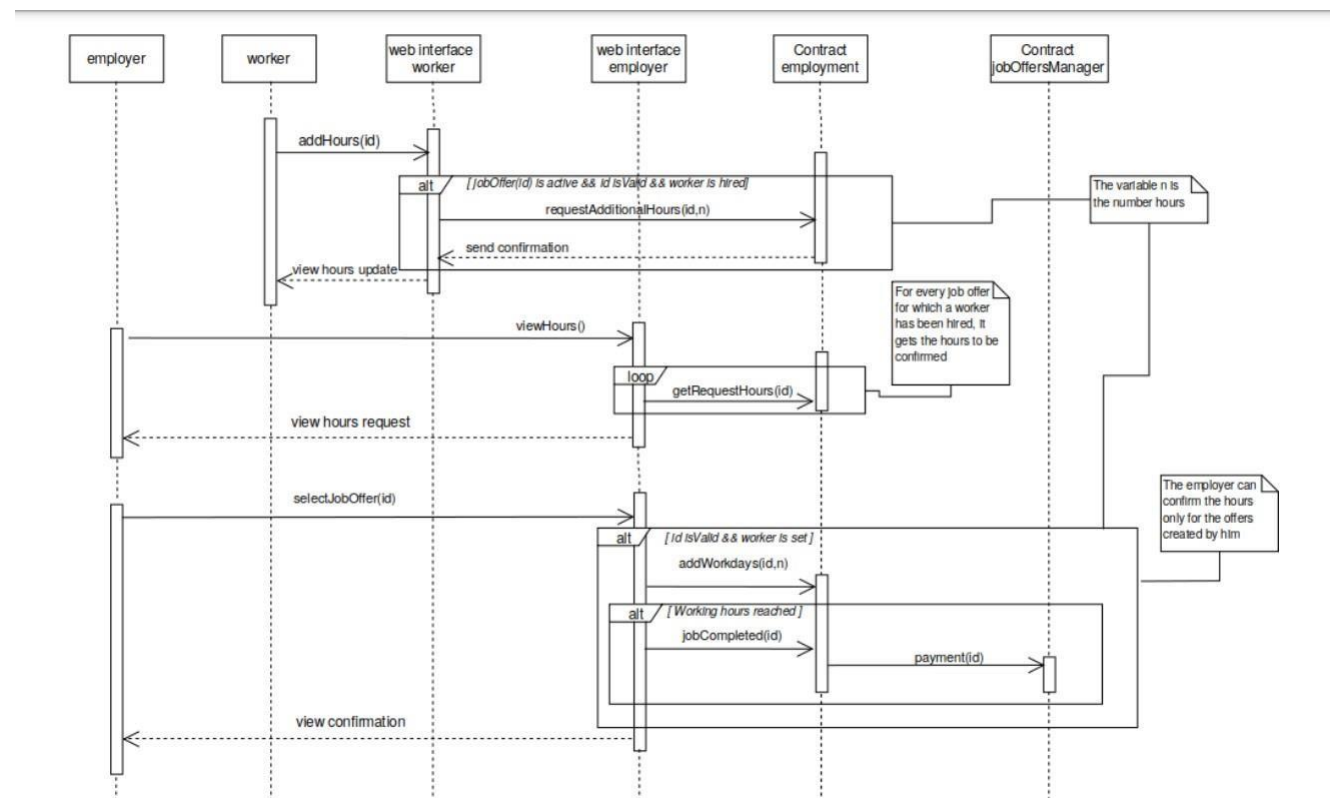 employer
worker
web interface
worker
web interface
employer
Contract
employment
Contract
jobOffersManager
addHours(id)
alt
[ jobOffer(id) is active && id isValid && worker is hired]
The variable n is
the number hours
requestAdditionalHours(id,n)
send confirmation
view hours update
For every job offer
for which a worker
has been hired, it
gets the hours to be
confirmed
viewHours()
loop
getRequestHours(id)
view hours request
selectJobOffer(id)
The employer can
confirm the hours
only for the offers
created by him
alt
[ id isValid && worker is set ]
addWorkdays(id,n)
alt
[ Working hours reached ]
jobCompleted(id)
payment(id)
view confirmation